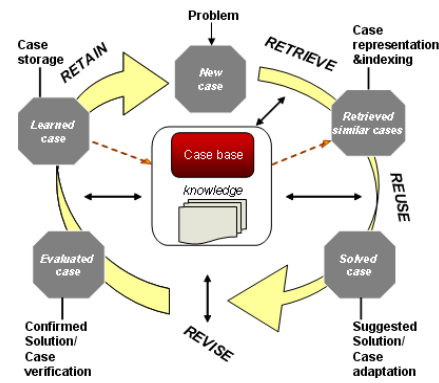 Problem
Case
storage
RETAIN
New
case
RETRIEVE
Case
representation
&indexing
Learned
case
Retrieved
similar cases
Case base
knowledge
REUSE
Evaluated
case
Solved
case
REVISE
Confirmed
Solution/
Case
verification
Suggested
Solution/
Case
adaptation